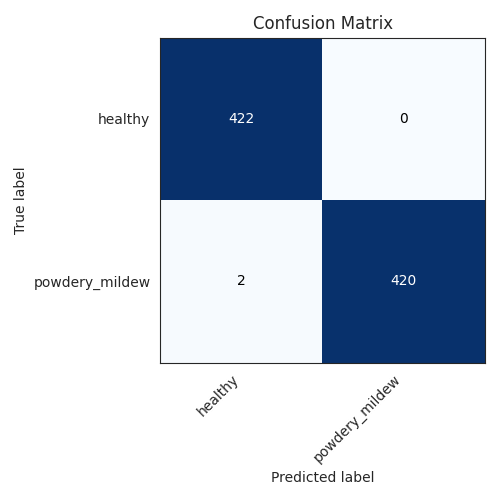 Confusion Matrix
True label
healthy
422
0
powdery_mildew
2
420
healthy
powdery_mildew
Predicted label